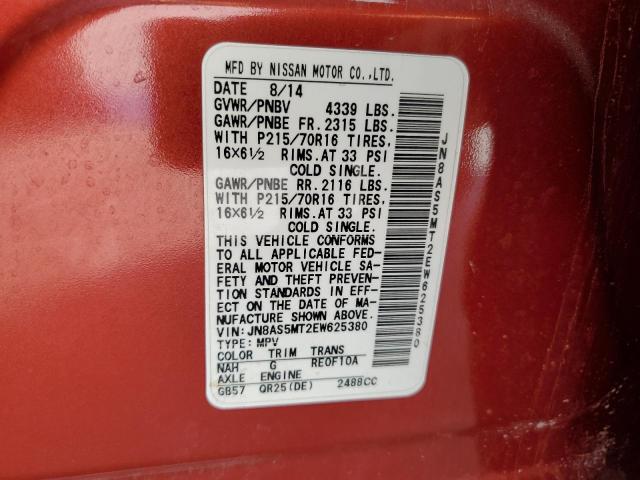 MFD BY NISSAN MOTOR CO.,LTD.
DATE 8/14
GVWR/PNBV 4339 LBS.
GAWR/PNBE FR.2315 LBS.
WITH P215/70R16 TIRES,
16X6½ RIMS.AT 33 PSI
COLD SINGLE.
GAWR/PNBE RR.2116 LBS.
WITH P215/70R16 TIRES,
16X6½ RIMS.AT 33 PSI
COLD SINGLE.
THIS VEHICLE CONFORMS
TO ALL APPLICABLE FED-
ERAL MOTOR VEHICLE SA-
FETY AND THEFT PREVEN-
TION STANDARDS IN EFF-
ECT ON THE DATE OF MA-
NUFACTURE SHOWN ABOVE.
VIN:JN8AS5MT2EW625380
TYPE:MPV
COLOR TRIM TRANS
NAH G RE0F10A
AXLE ENGINE
GB57 QR25(DE) 2488CC
JN8AS5MT2EW625380